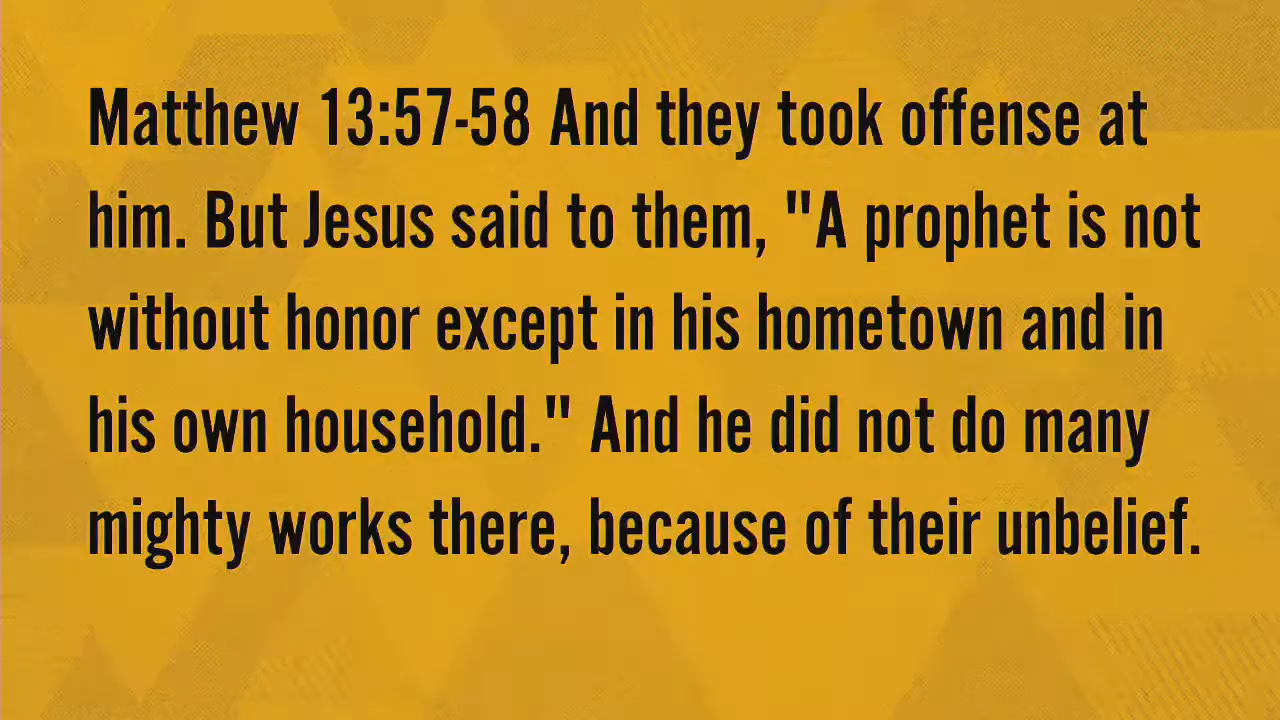 Matthew 13:57-58 And they took offense at
him. But Jesus said to them, "A prophet is not
without honor except in his hometown and in
his own household." And he did not do many
mighty works there, because of their unbelief.